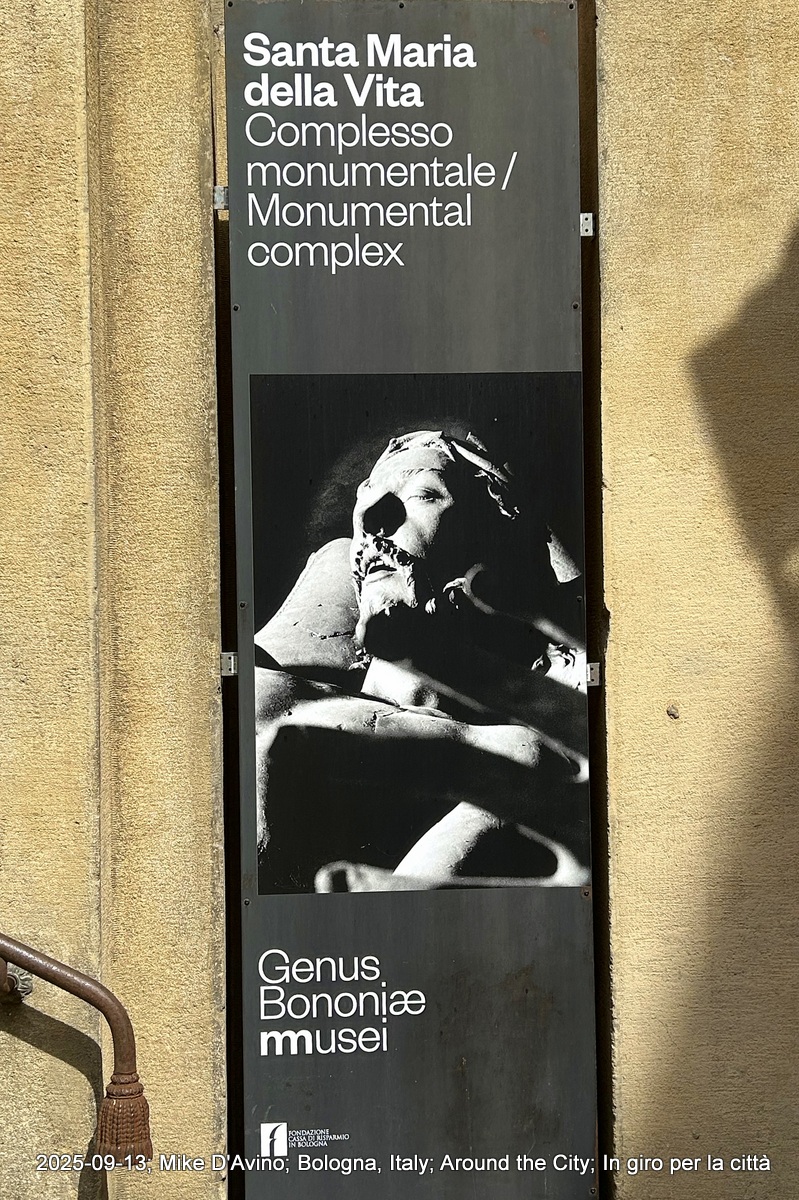 Santa Maria
della Vita
Complesso
monumentale /
Monumental
complex
Genus
Bononiæ
musei
FONDAZIONE
CASSA DI RISPARMIO
IN BOLOGNA
2025-09-13; Mike D'Avino; Bologna, Italy; Around the City; In giro per la città